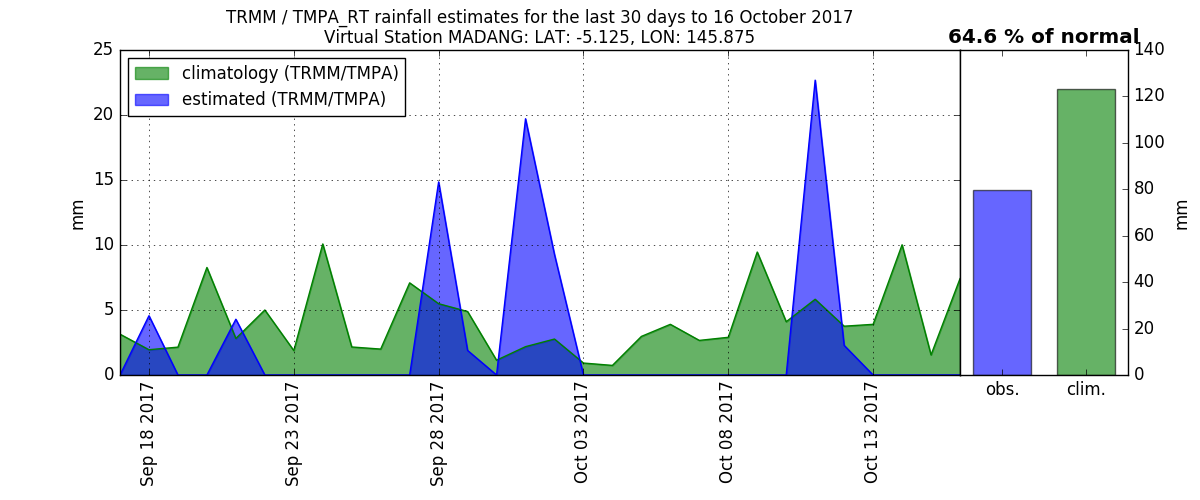 TRMM / TMPA_RT rainfall estimates for the last 30 days to 16 October 2017
Virtual Station MADANG: LAT: -5.125, LON: 145.875
64.6 % of normal
climatology (TRMM/TMPA)
estimated (TRMM/TMPA)
25
20
15
10
5
0
mm
Sep 18 2017
Sep 23 2017
Sep 28 2017
Oct 03 2017
Oct 08 2017
Oct 13 2017
140
120
100
80
60
40
20
0
mm
obs.
clim.